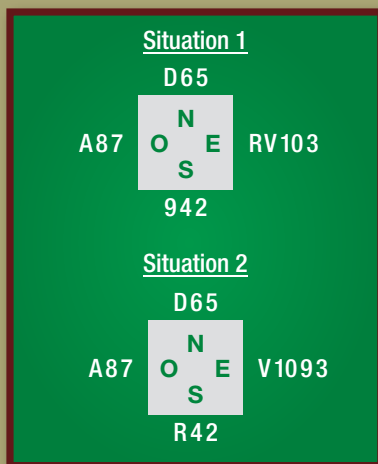 Situation 1
D65
N
A87 O E RV103
S
942
Situation 2
D65
N
A87 O E V1093
S
R42